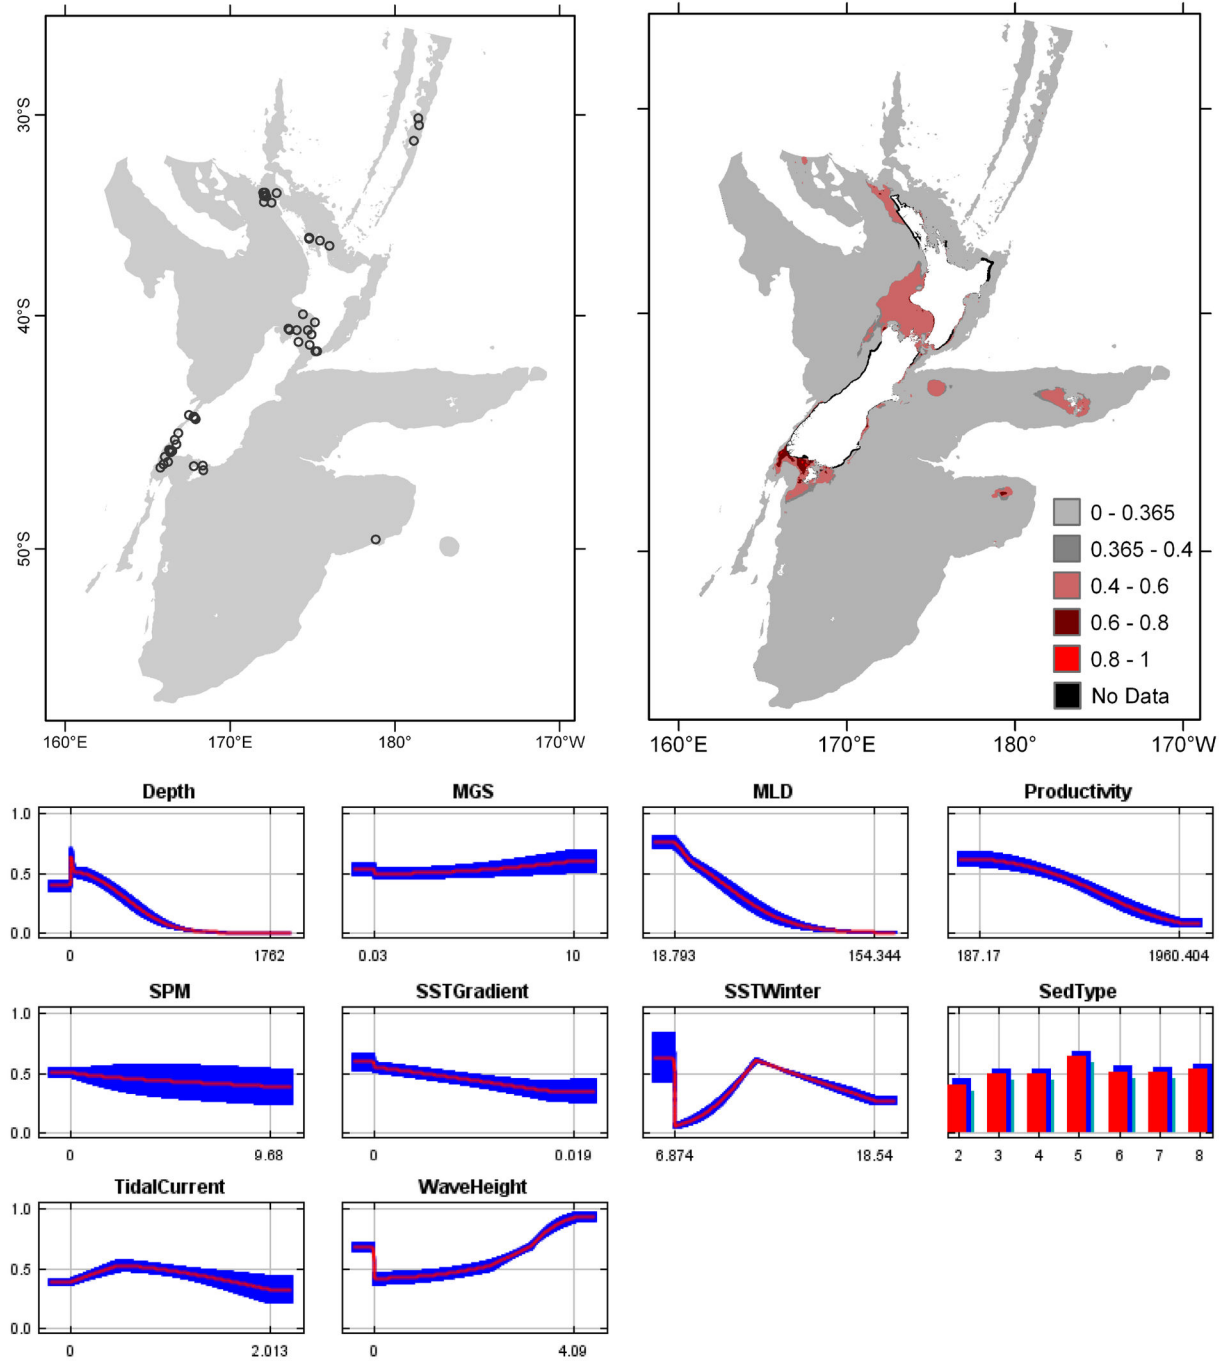 30°S
40°S
50°S
160°E 170°E 180° 170°W
0 - 0.365
0.365 - 0.4
0.4 - 0.6
0.6 - 0.8
0.8 - 1
No Data
160°E 170°E 180° 170°W
Depth
1.0
0.5
0.0
0 1762
MGS
0.03 10
MLD
18.793 154.344
Productivity
187.17 1960.404
SPM
1.0
0.5
0.0
0 9.68
SSTGradient
0 0.019
SSTWinter
6.874 18.54
SedType
2 3 4 5 6 7 8
TidalCurrent
1.0
0.5
0.0
0 2.013
WaveHeight
0 4.09